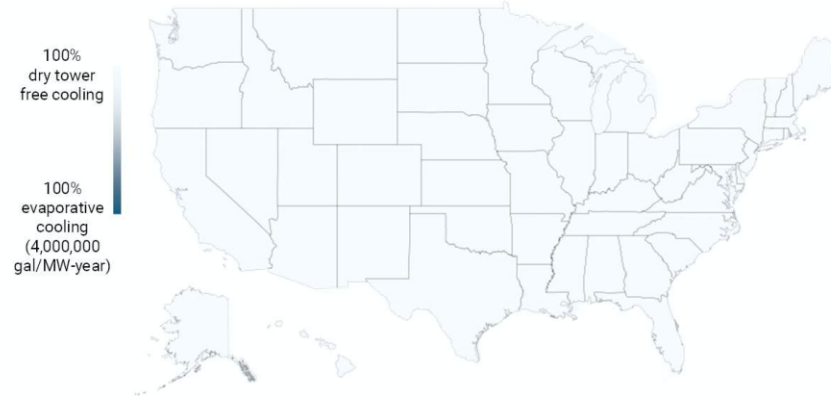 100%
dry tower
free cooling
100%
evaporative
cooling
(4,000,000
gal/MW-year)